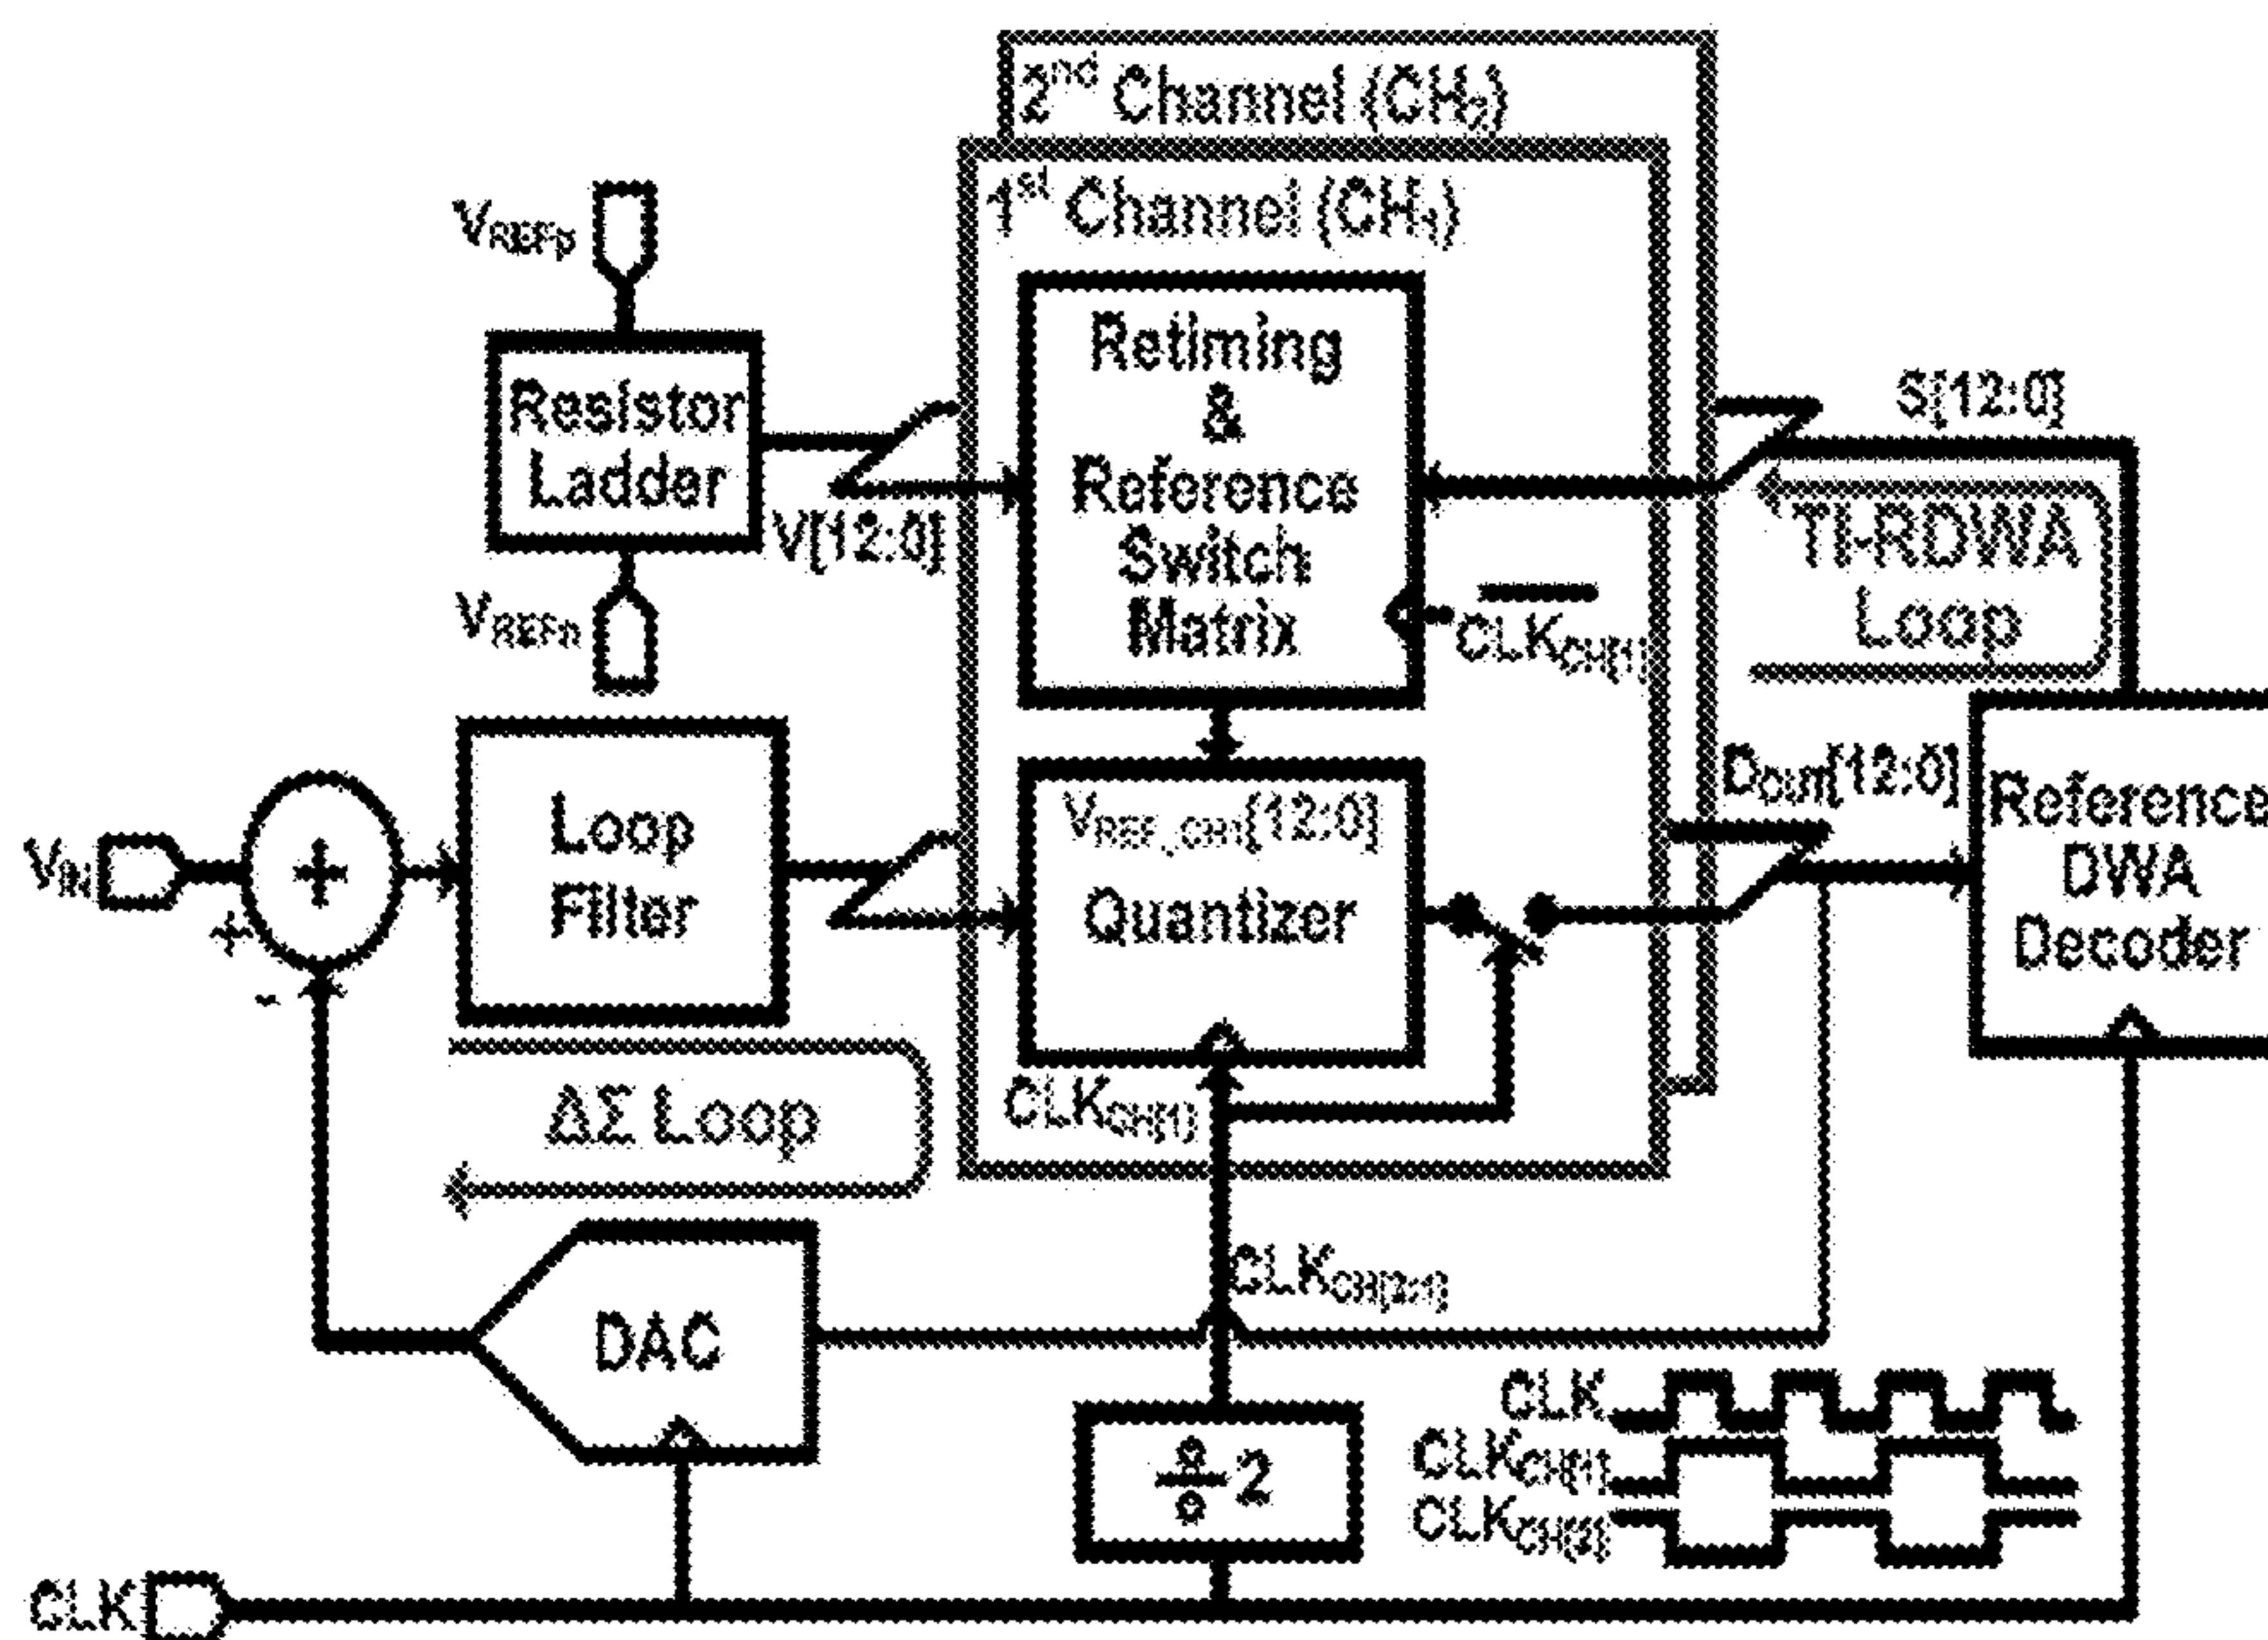 2nd Channel (CH2)
1st Channel (CH1)
VREFp
Retiming
&
Reference
Switch
Matrix
Resistor
Ladder
V[12:0]
VREFn
CLKCH[1]
S[12:0]
TI-RDWA
Loop
Loop
Filter
VIN
+
+
-
VREF_CH1[12:0]
Quantizer
DOUT[12:0]
Reference
DWA
Decoder
CLKCH[1]
ΔΣ Loop
CLKCH[2:1]
DAC
÷2
CLK
CLKCH[1]
CLKCH[2]
CLK